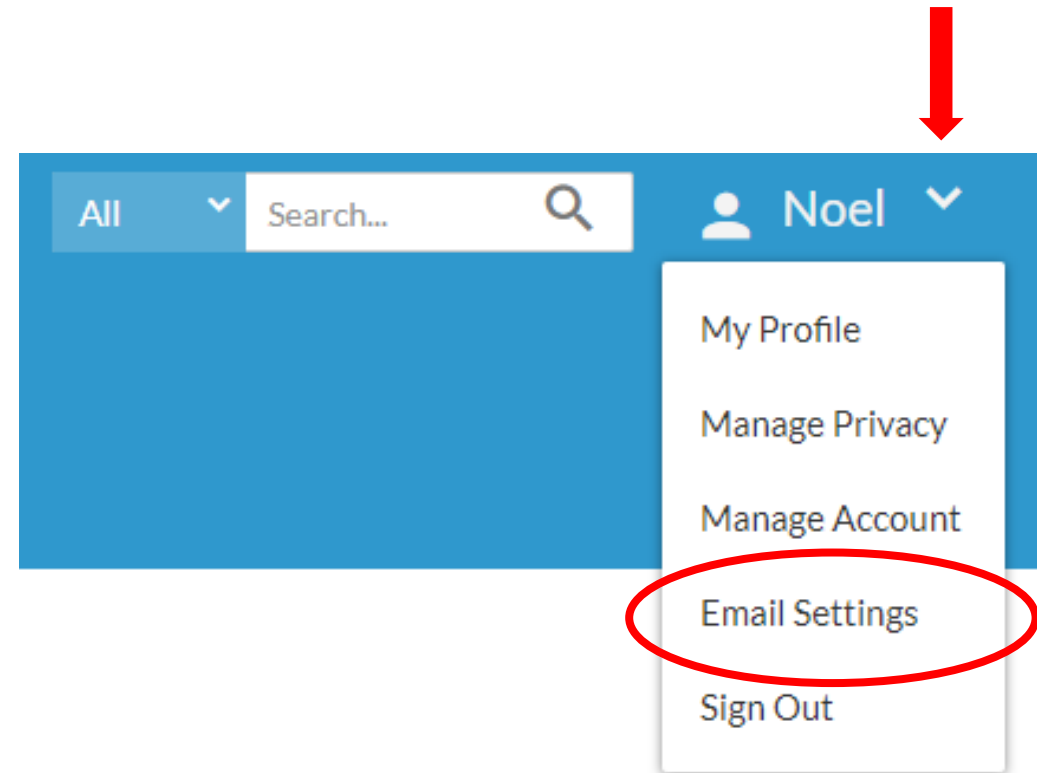 All
Search...
Noel
My Profile
Manage Privacy
Manage Account
Email Settings
Sign Out